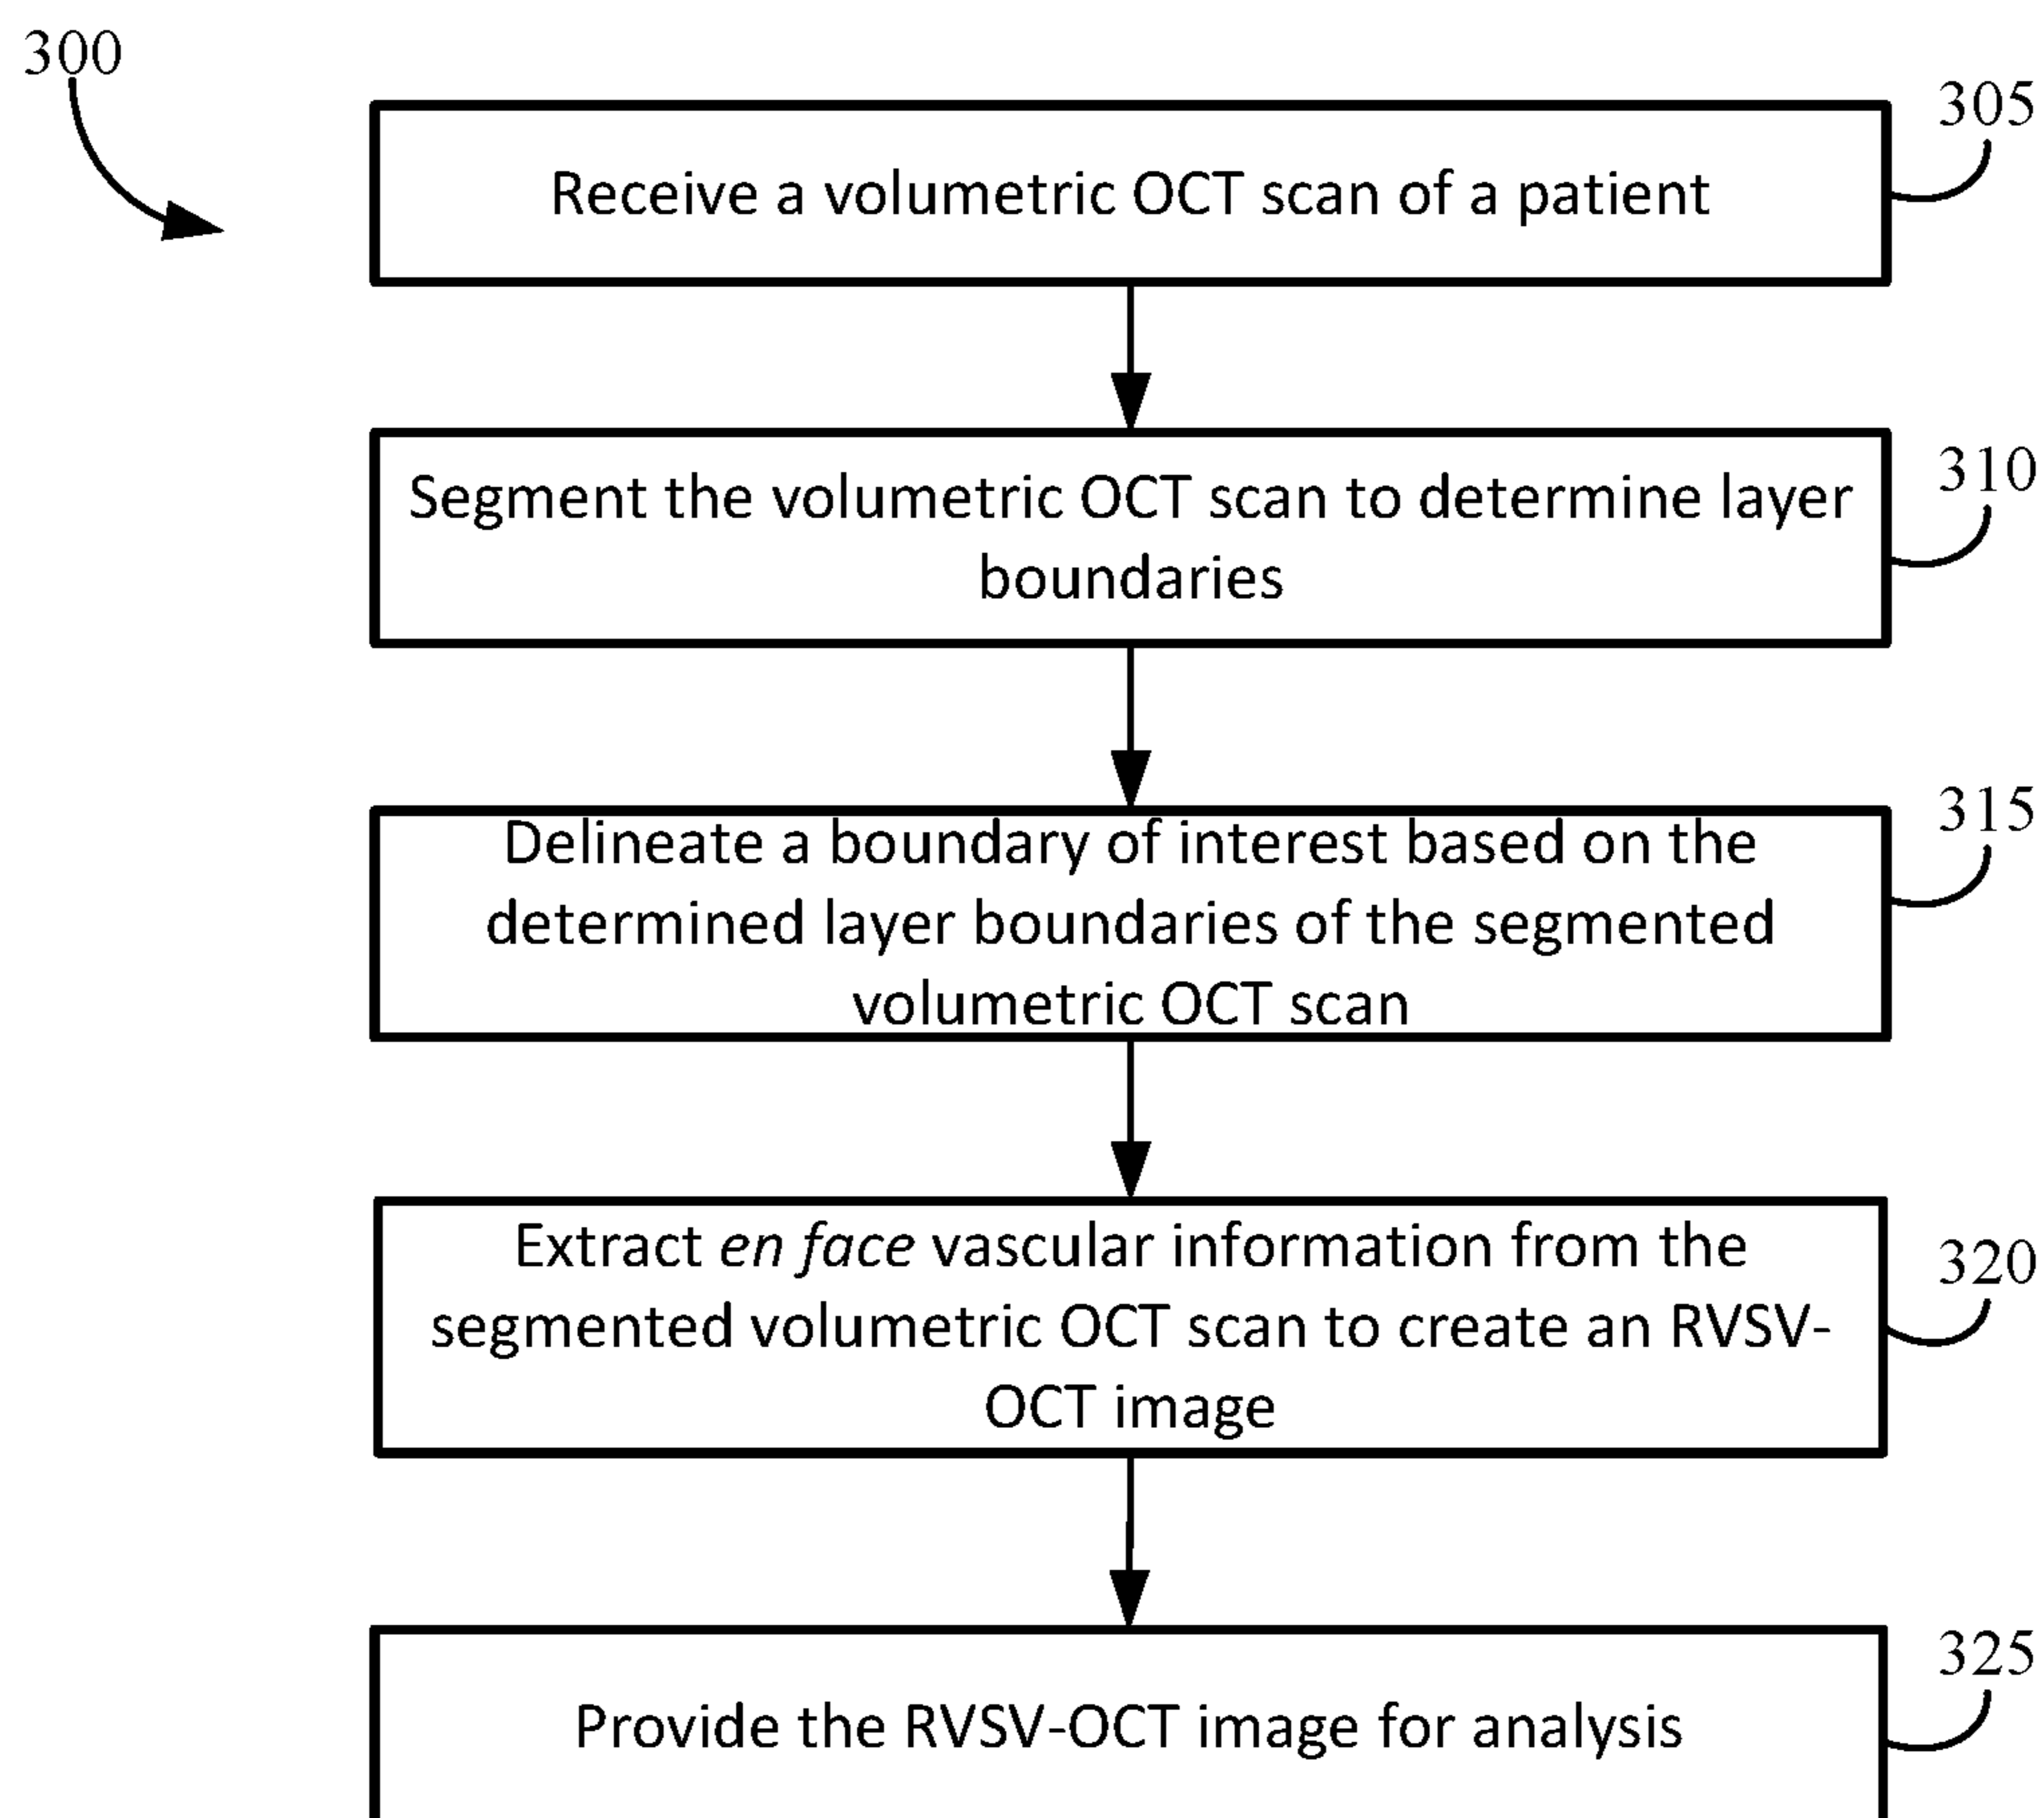 300
305
Receive a volumetric OCT scan of a patient
310
Segment the volumetric OCT scan to determine layer
boundaries
315
Delineate a boundary of interest based on the
determined layer boundaries of the segmented
volumetric OCT scan
320
Extract en face vascular information from the
segmented volumetric OCT scan to create an RVSV-
OCT image
325
Provide the RVSV-OCT image for analysis